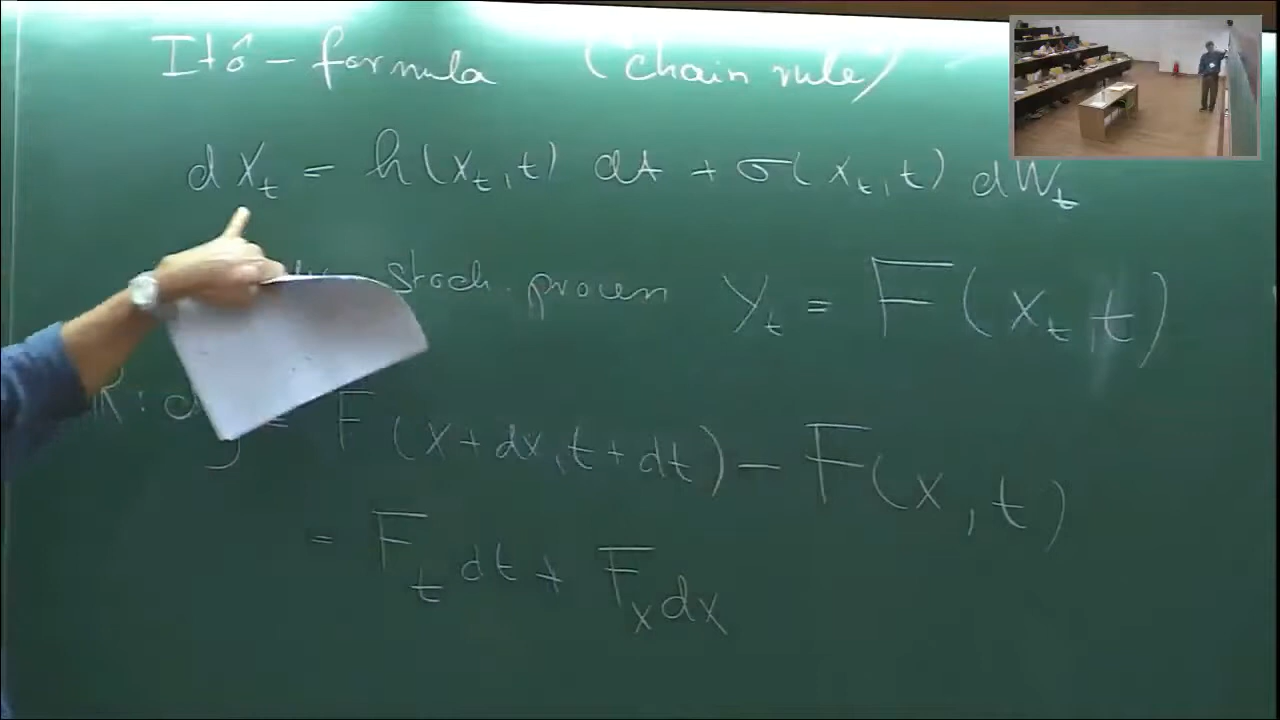 Itô - formula ("chain rule")
dX_t = h(X_t, t) dt + σ(X_t, t) dW_t
stoch. process Y_t = F(X_t, t)
R: d y = F(x + dx, t + dt) - F(x, t)
= F_t dt + F_x dx